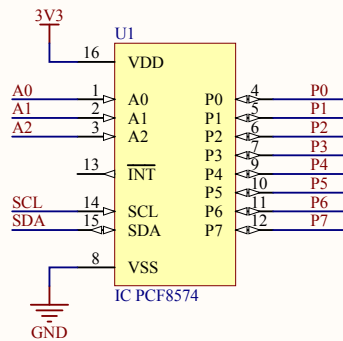 3V3
U1
16 VDD
A0 1 A0 P0 4 P0
A1 2 A1 P1 5 P1
A2 3 A2 P2 6 P2
P3 7 P3
13 INT P4 9 P4
P5 10 P5
SCL 14 SCL P6 11 P6
SDA 15 SDA P7 12 P7
8 VSS
IC PCF8574
GND